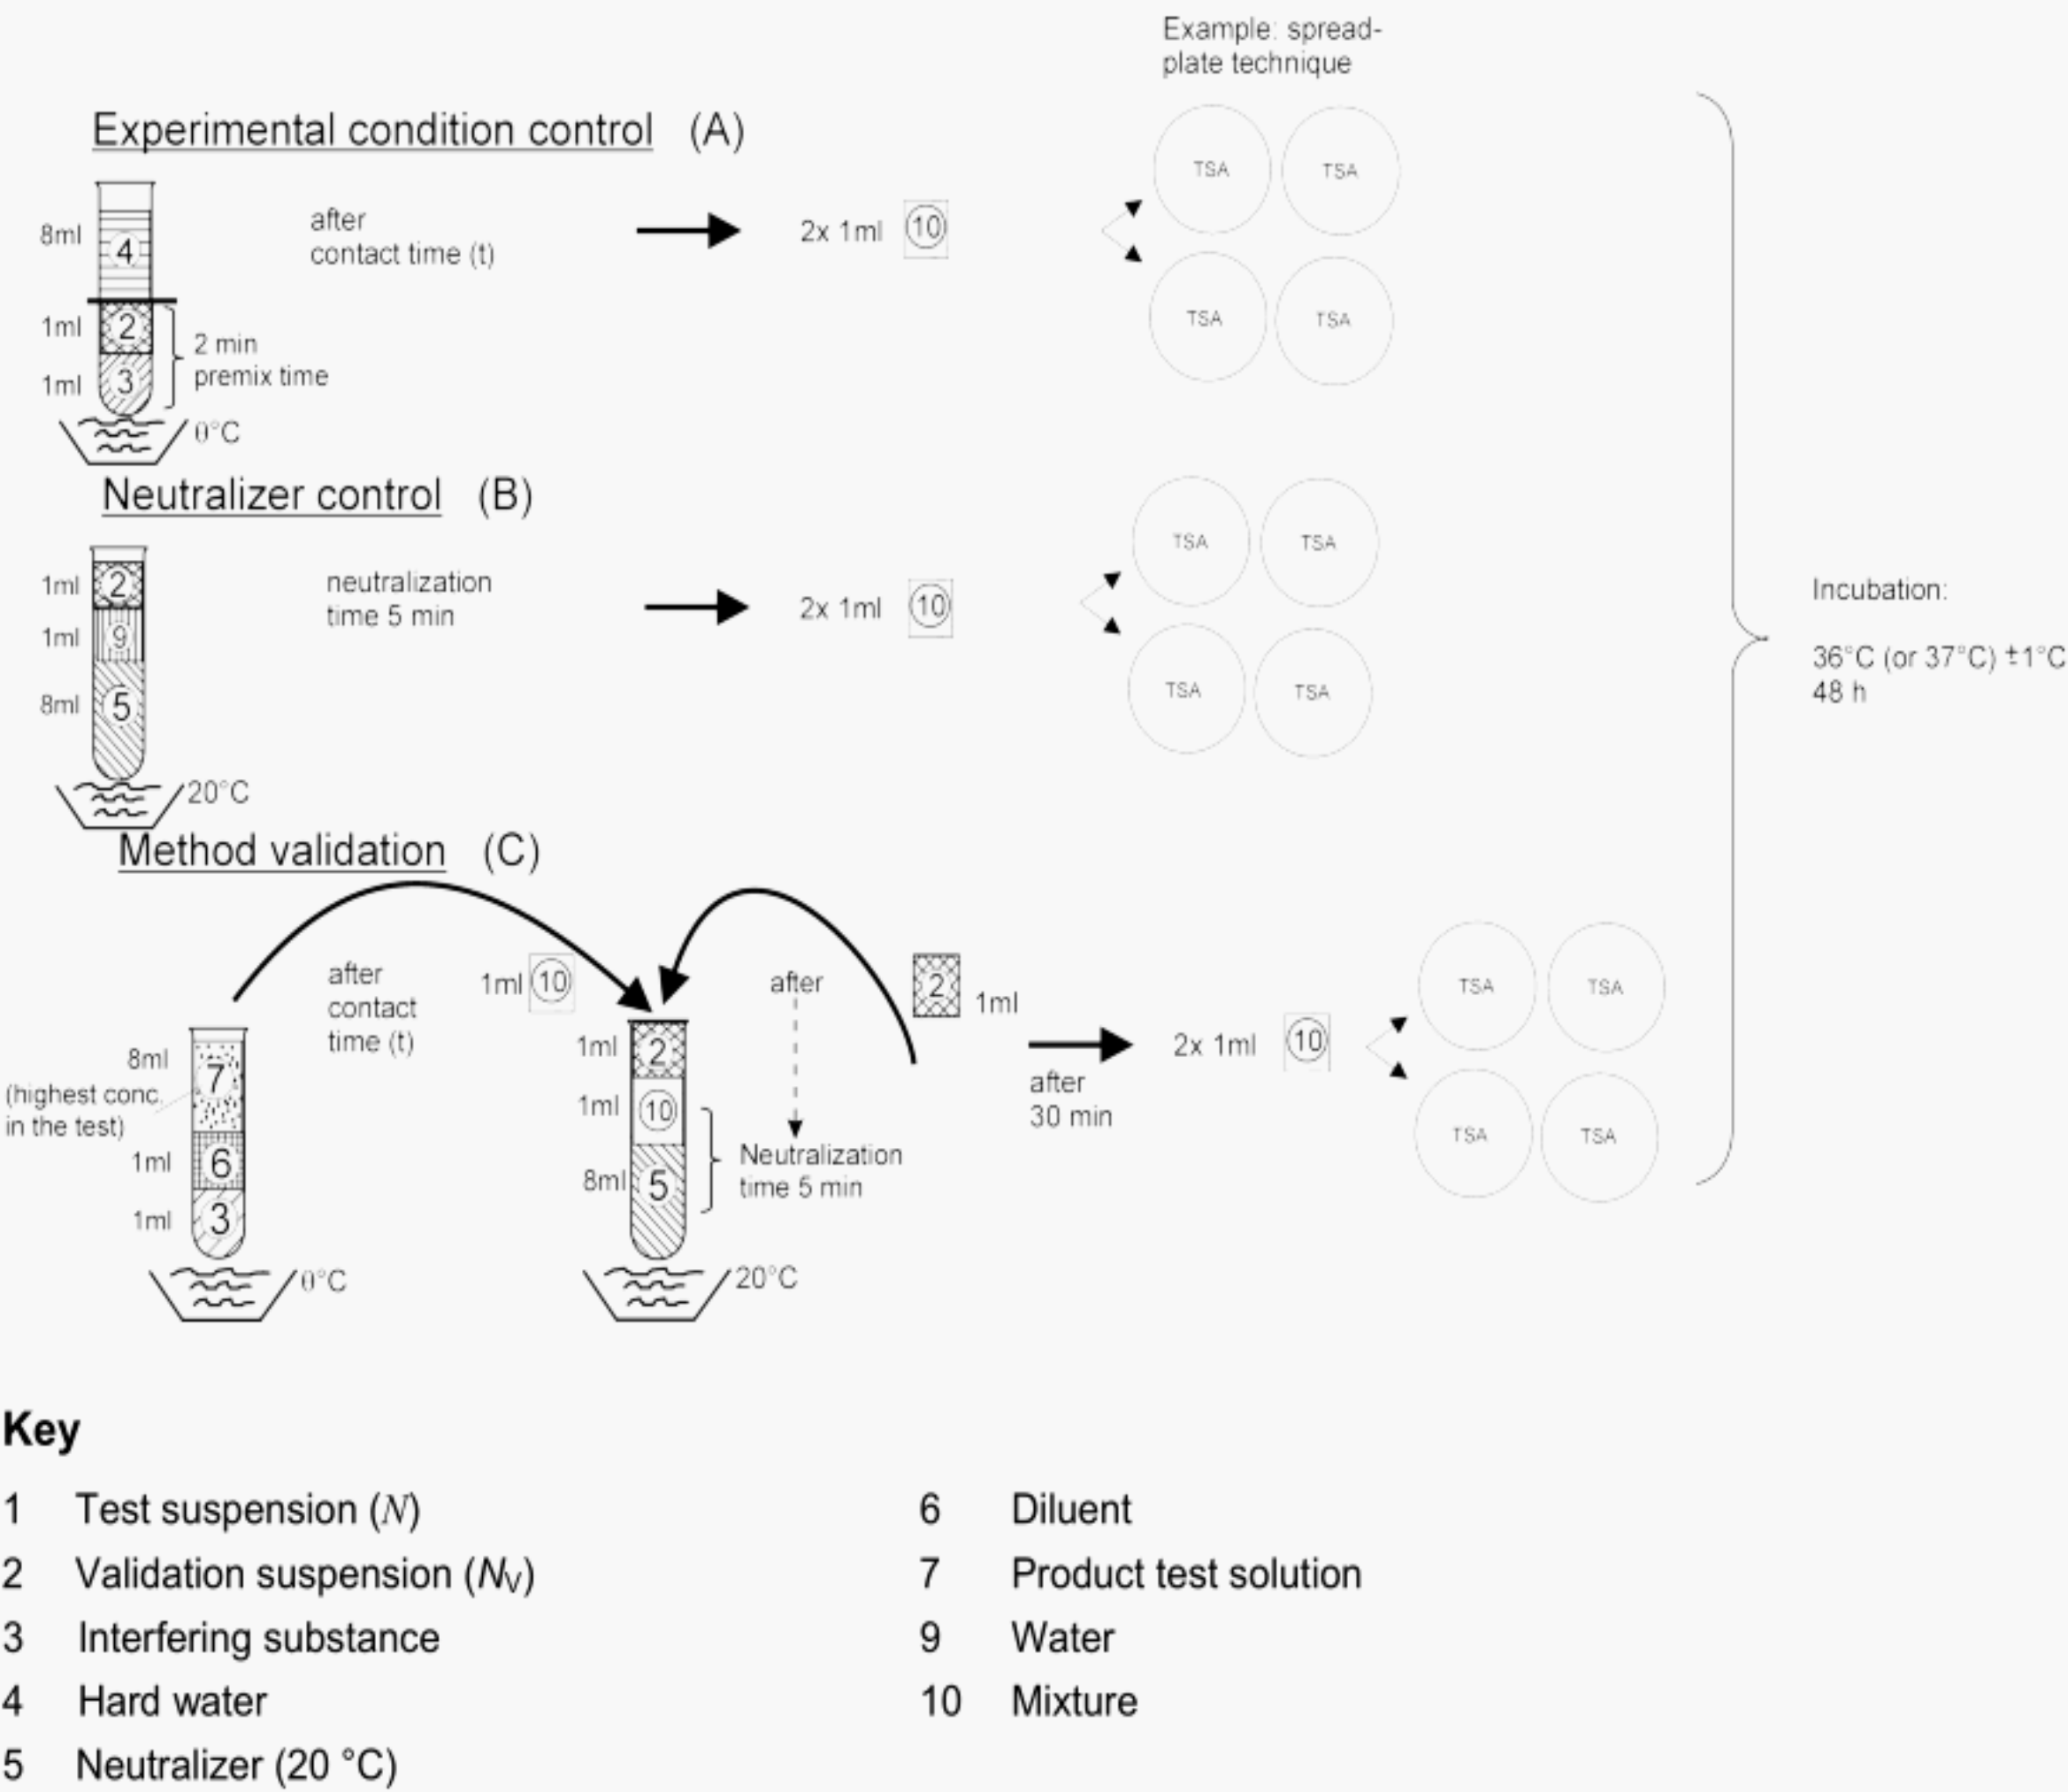 Example: spread-
plate technique
Experimental condition control (A)
TSA TSA
8ml 4 after
contact time (t) 2x 1ml 10
1ml 2
2 min
premix time
1ml 3
TSA TSA
0°C
Neutralizer control (B)
TSA TSA
1ml 2 neutralization
time 5 min 2x 1ml 10
1ml 9
8ml 5
TSA TSA
20°C
Incubation:
36°C (or 37°C) ±1°C
48 h
Method validation (C)
after
contact
time (t)
1ml 10
after
2 1ml
TSA TSA
8ml 7
(highest conc.
in the test)
1ml 6
1ml 3
0°C
1ml 2
1ml 10
8ml 5
Neutralization
time 5 min
20°C
after
30 min
2x 1ml 10
TSA TSA
Key
1 Test suspension (N)
2 Validation suspension (NV)
3 Interfering substance
4 Hard water
5 Neutralizer (20 °C)
6 Diluent
7 Product test solution
9 Water
10 Mixture